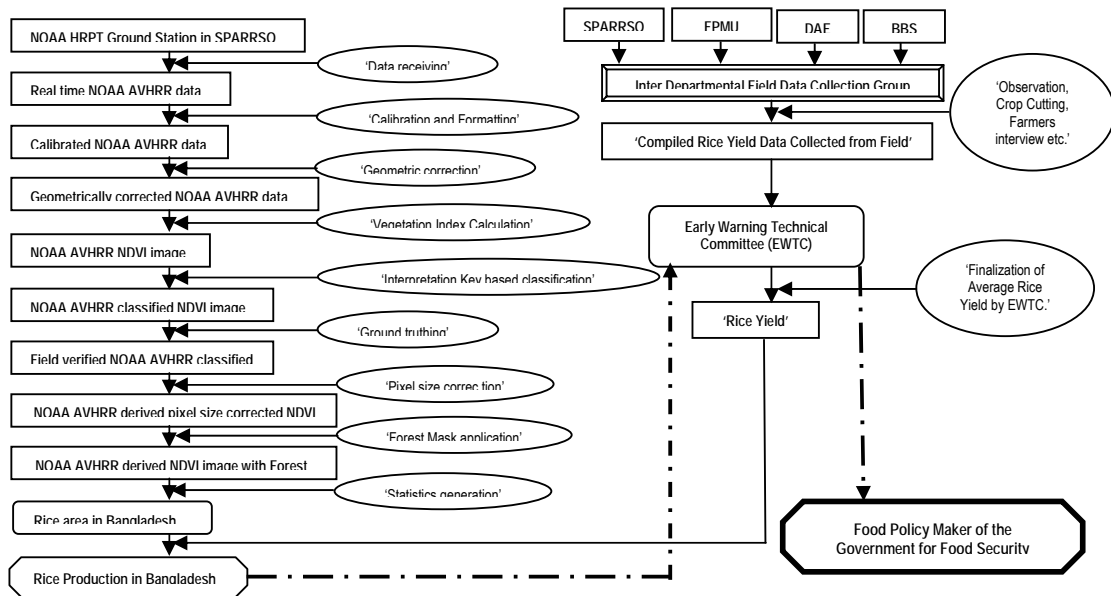 NOAA HRPT Ground Station in SPARRSO
'Data receiving'
Real time NOAA AVHRR data
'Calibration and Formatting'
Calibrated NOAA AVHRR data
'Geometric correction'
Geometrically corrected NOAA AVHRR data
'Vegetation Index Calculation'
NOAA AVHRR NDVI image
'Interpretation Key based classification'
NOAA AVHRR classified NDVI image
'Ground truthing'
Field verified NOAA AVHRR classified
'Pixel size correction'
NOAA AVHRR derived pixel size corrected NDVI
'Forest Mask application'
NOAA AVHRR derived NDVI image with Forest
'Statistics generation'
Rice area in Bangladesh
Rice Production in Bangladesh
SPARRSO
FPMU
DAE
BBS
Inter Departmental Field Data Collection Group
'Observation,
Crop Cutting,
Farmers
interview etc.'
'Compiled Rice Yield Data Collected from Field'
Early Warning Technical
Committee (EWTC)
'Finalization of
Average Rice
Yield by EWTC.'
'Rice Yield'
Food Policy Maker of the
Government for Food Security